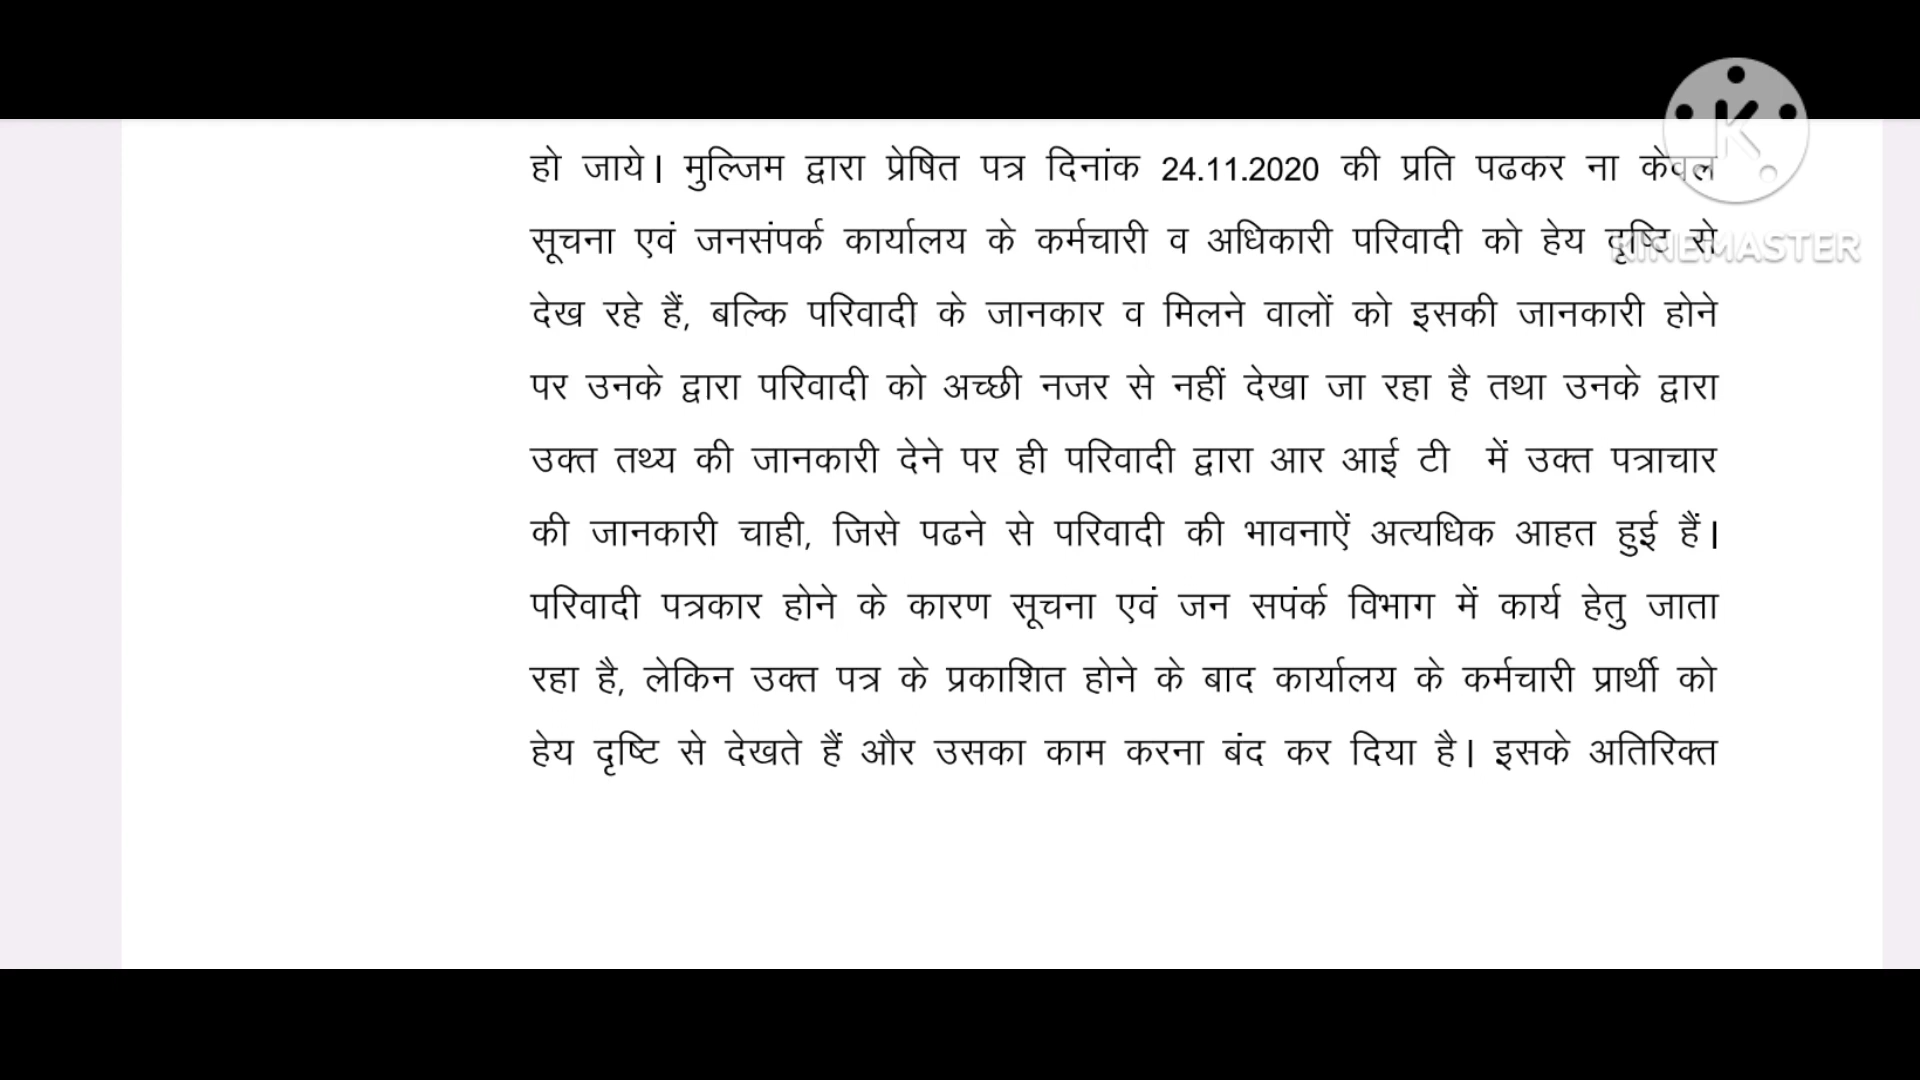 हो जाये। मुल्जिम द्वारा प्रेषित पत्र दिनांक 24.11.2020 की प्रति पढकर ना केवल
सूचना एवं जनसंपर्क कार्यालय के कर्मचारी व अधिकारी परिवादी को हेय दृष्टि से
देख रहे हैं, बल्कि परिवादी के जानकार व मिलने वालों को इसकी जानकारी होने
पर उनके द्वारा परिवादी को अच्छी नजर से नहीं देखा जा रहा है तथा उनके द्वारा
उक्त तथ्य की जानकारी देने पर ही परिवादी द्वारा आर आई टी में उक्त पत्राचार
की जानकारी चाही, जिसे पढने से परिवादी की भावनाऐं अत्यधिक आहत हुई हैं।
परिवादी पत्रकार होने के कारण सूचना एवं जन सपंर्क विभाग में कार्य हेतु जाता
रहा है, लेकिन उक्त पत्र के प्रकाशित होने के बाद कार्यालय के कर्मचारी प्रार्थी को
हेय दृष्टि से देखते हैं और उसका काम करना बंद कर दिया है। इसके अतिरिक्त
K
KINEMASTER